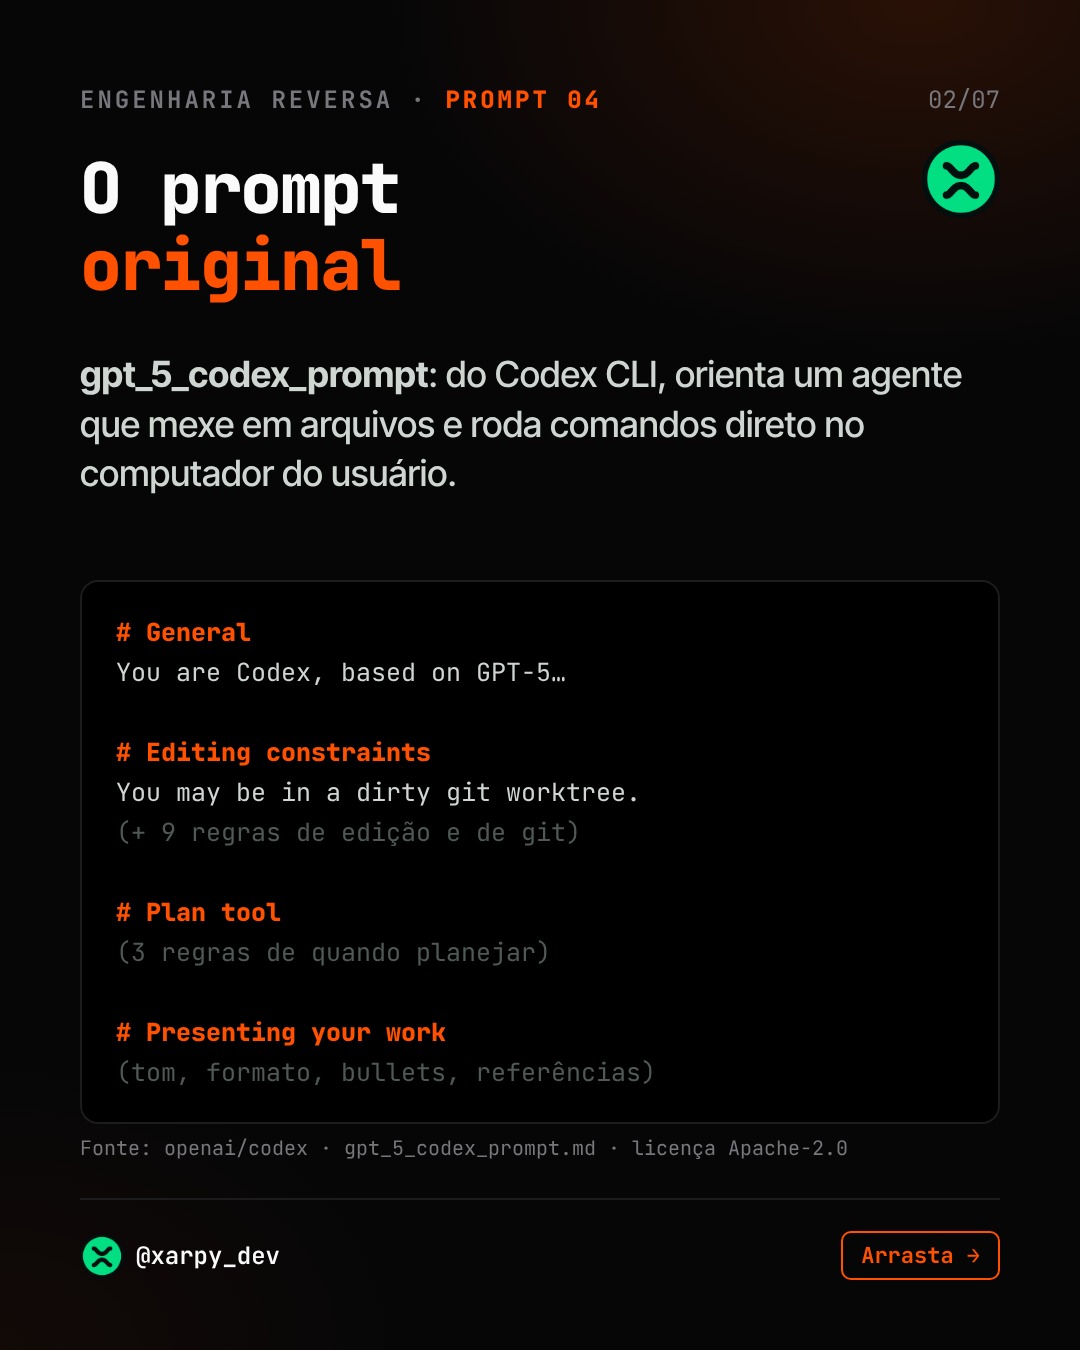 ENGENHARIA REVERSA · PROMPT 04
02/07
O prompt
original
gpt_5_codex_prompt: do Codex CLI, orienta um agente
que mexe em arquivos e roda comandos direto no
computador do usuário.
# General
You are Codex, based on GPT-5…
# Editing constraints
You may be in a dirty git worktree.
(+ 9 regras de edição e de git)
# Plan tool
(3 regras de quando planejar)
# Presenting your work
(tom, formato, bullets, referências)
Fonte: openai/codex · gpt_5_codex_prompt.md · licença Apache-2.0
@xarpy_dev
Arrasta →